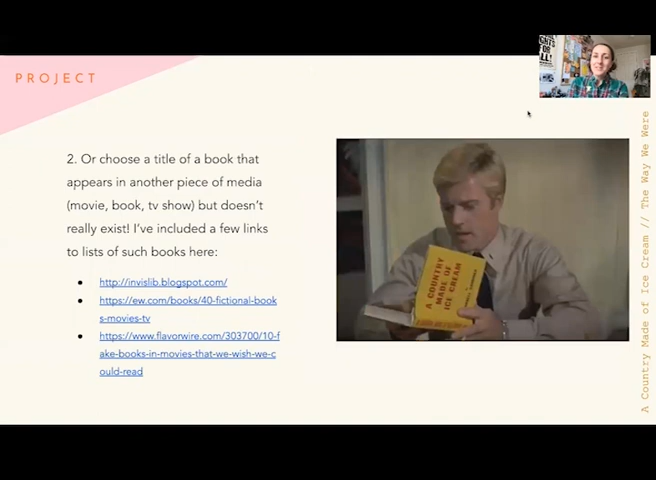 PROJECT
2. Or choose a title of a book that
appears in another piece of media
(movie, book, tv show) but doesn't
really exist! I've included a few links
to lists of such books here:
http://invislib.blogspot.com/
https://ew.com/books/40-fictional-book
s-movies-tv
https://www.flavorwire.com/303700/10-f
ake-books-in-movies-that-we-wish-we-c
ould-read
A COUNTRY
MADE OF
ICE CREAM
A Country Made of Ice Cream // The Way We Were